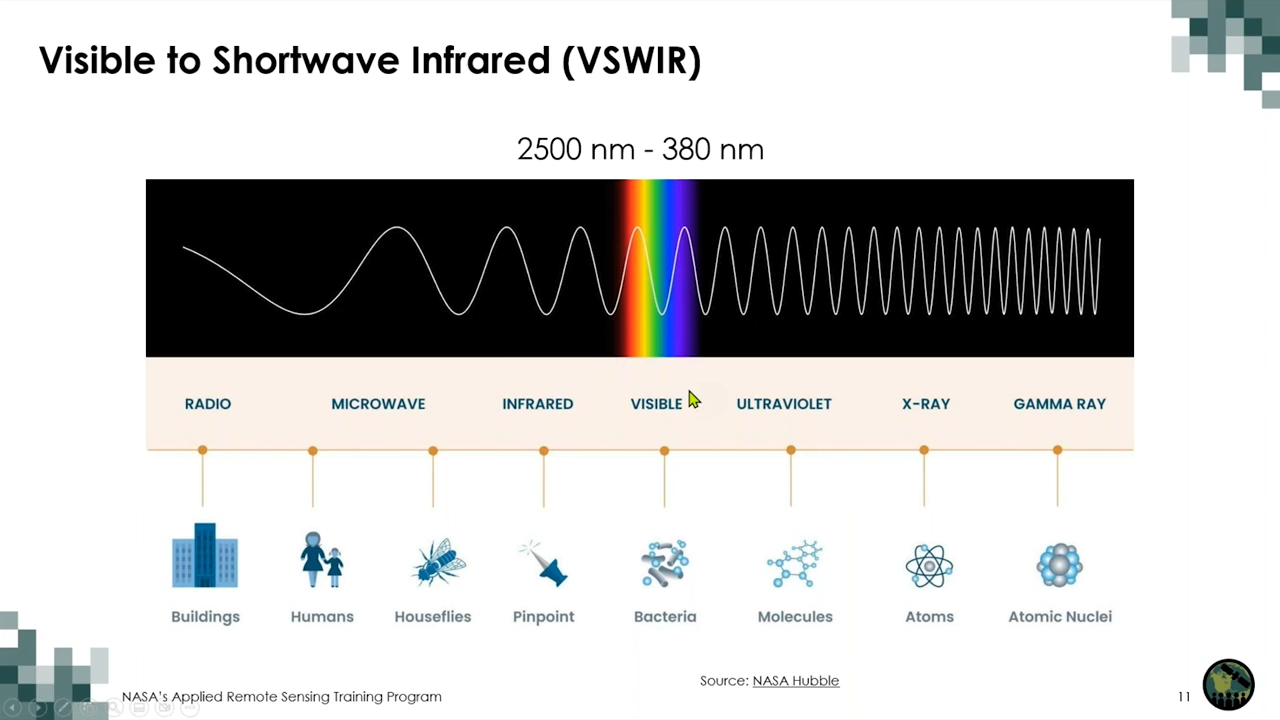 Visible to Shortwave Infrared (VSWIR)
2500 nm - 380 nm
RADIO MICROWAVE INFRARED VISIBLE ULTRAVIOLET X-RAY GAMMA RAY
Buildings Humans Houseflies Pinpoint Bacteria Molecules Atoms Atomic Nuclei
Source: NASA Hubble
NASA's Applied Remote Sensing Training Program
11